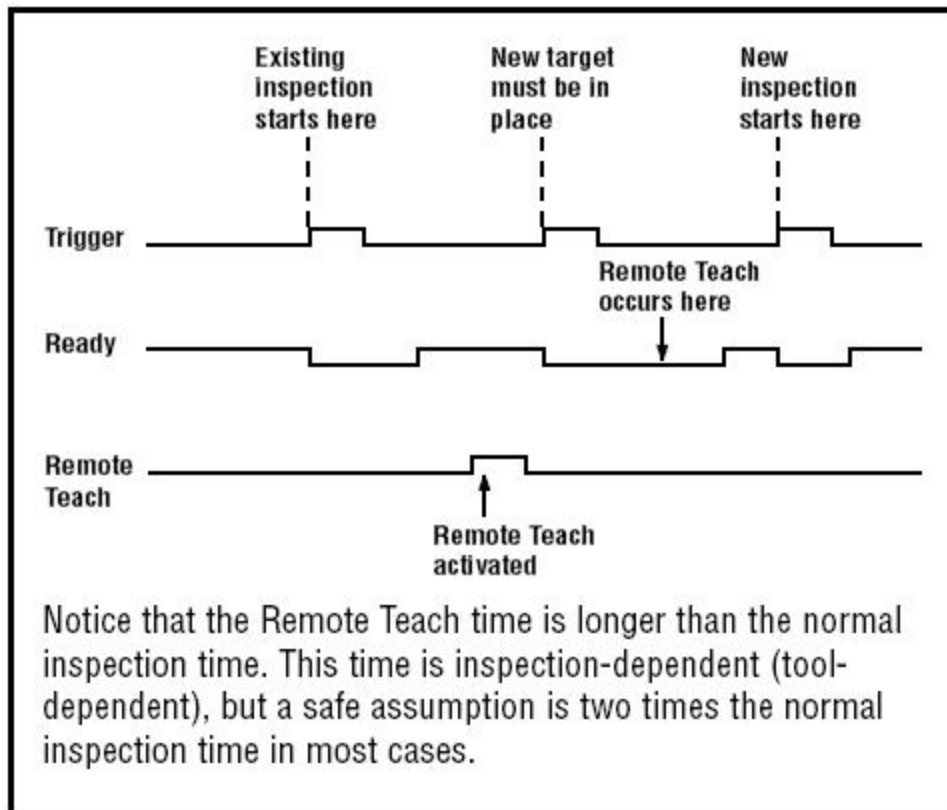 Existing
inspection
starts here
New target
must be in
place
New
inspection
starts here
Trigger
Remote Teach
occurs here
Ready
Remote
Teach
Remote Teach
activated
Notice that the Remote Teach time is longer than the normal
inspection time. This time is inspection-dependent (tool-
dependent), but a safe assumption is two times the normal
inspection time in most cases.